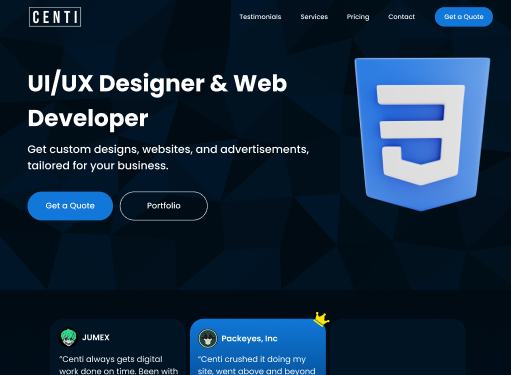 CENTI
Testimonials Services Pricing Contact Get a Quote
UI/UX Designer & Web
Developer
Get custom designs, websites, and advertisements,
tailored for your business.
Get a Quote Portfolio
JUMEX
“Centi always gets digital
work done on time. Been with
Packeyes, Inc
“Centi crushed it doing my
site, went above and beyond